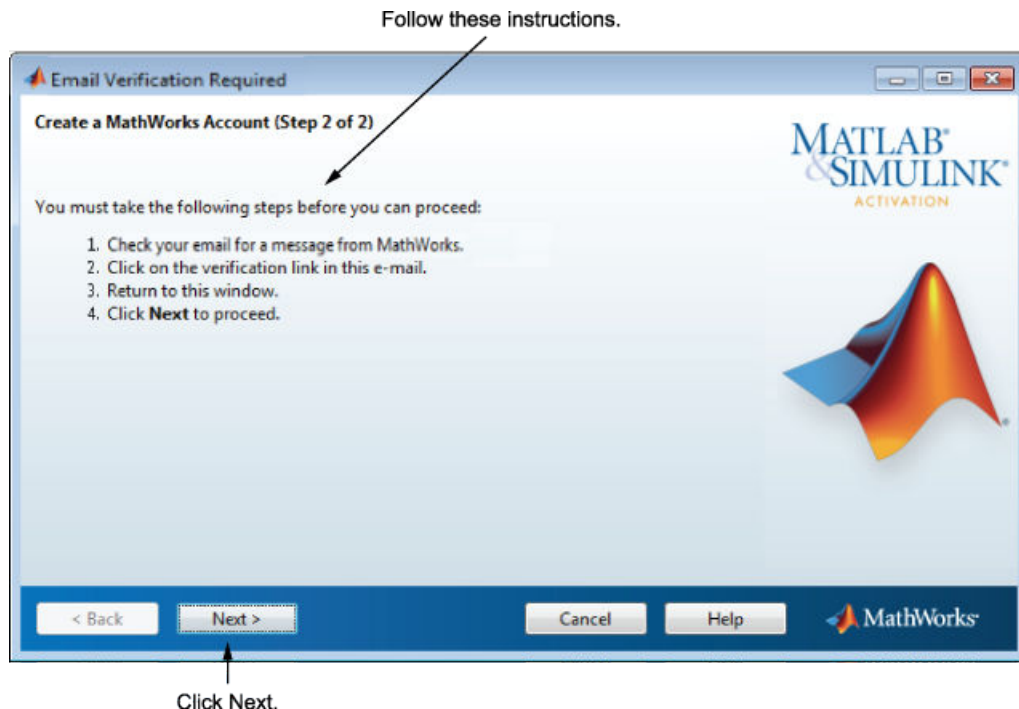 Follow these instructions.
Email Verification Required
Create a MathWorks Account (Step 2 of 2)
MATLAB®
&SIMULINK®
ACTIVATION
You must take the following steps before you can proceed:
1. Check your email for a message from MathWorks.
2. Click on the verification link in this e-mail.
3. Return to this window.
4. Click Next to proceed.
< Back Next > Cancel Help MathWorks®
Click Next.